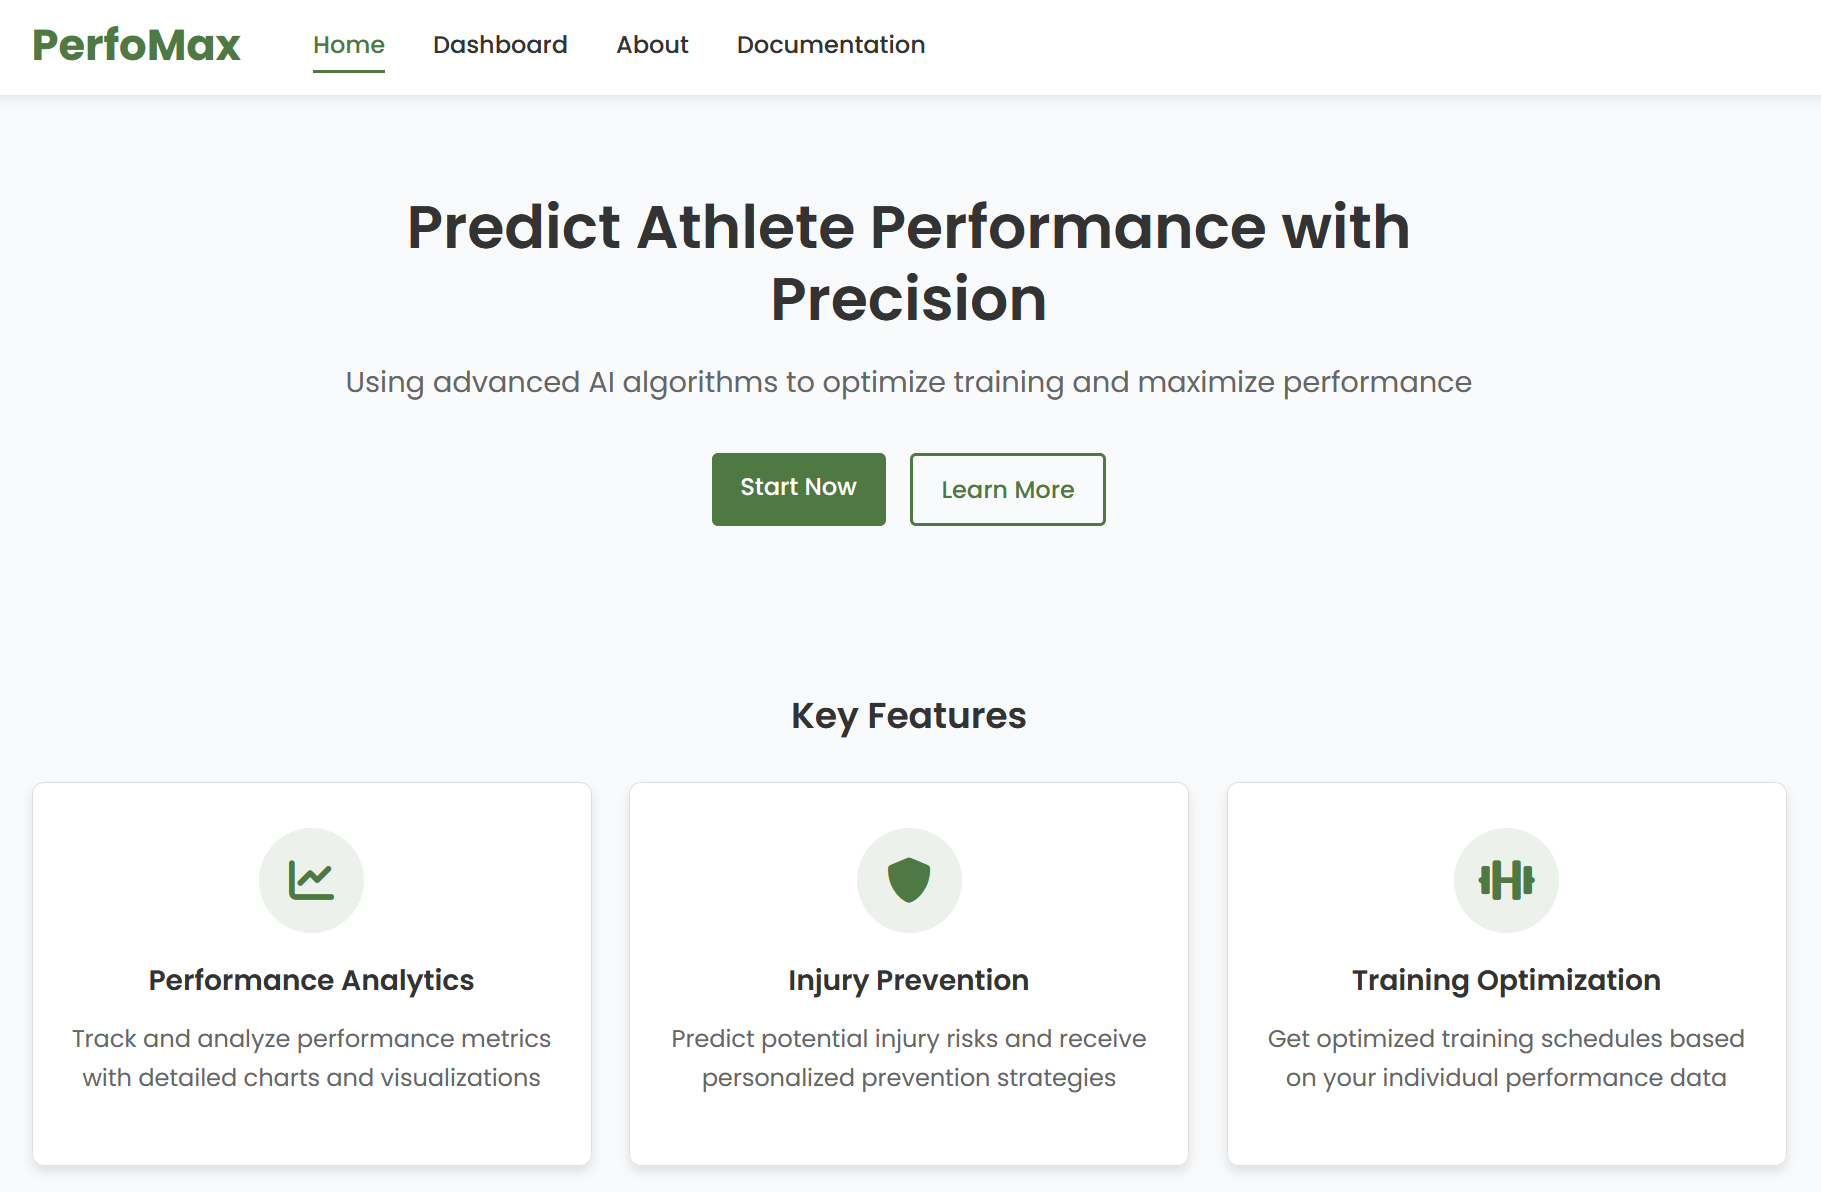 PerfoMax
Home Dashboard About Documentation
Predict Athlete Performance with
Precision
Using advanced AI algorithms to optimize training and maximize performance
Start Now Learn More
Key Features
Performance Analytics
Track and analyze performance metrics
with detailed charts and visualizations
Injury Prevention
Predict potential injury risks and receive
personalized prevention strategies
Training Optimization
Get optimized training schedules based
on your individual performance data